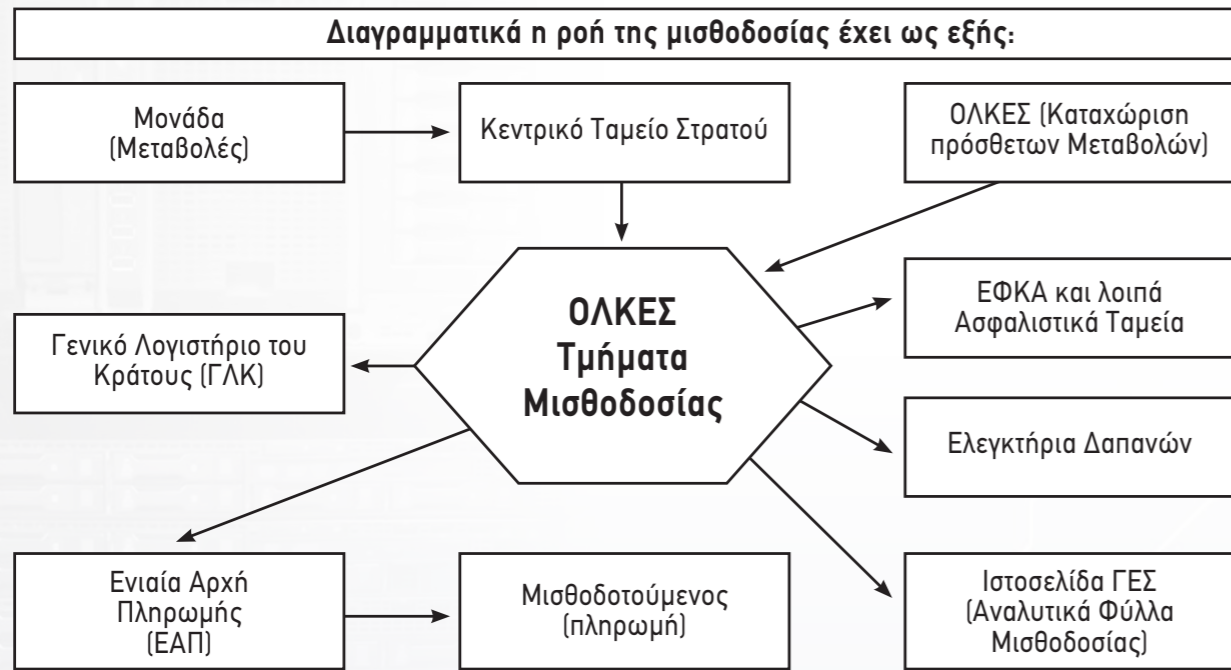 Διαγραμματικά η ροή της μισθοδοσίας έχει ως εξής:
Μονάδα
(Μεταβολές)
Κεντρικό Ταμείο Στρατού
ΟΛΚΕΣ (Καταχώριση
πρόσθετων Μεταβολών)
Γενικό Λογιστήριο του
Κράτους (ΓΛΚ)
ΟΛΚΕΣ
Τμήματα
Μισθοδοσίας
ΕΦΚΑ και λοιπά
Ασφαλιστικά Ταμεία
Ελεγκτήρια Δαπανών
Ενιαία Αρχή
Πληρωμής
(ΕΑΠ)
Μισθοδοτούμενος
(πληρωμή)
Ιστοσελίδα ΓΕΣ
(Αναλυτικά Φύλλα
Μισθοδοσίας)